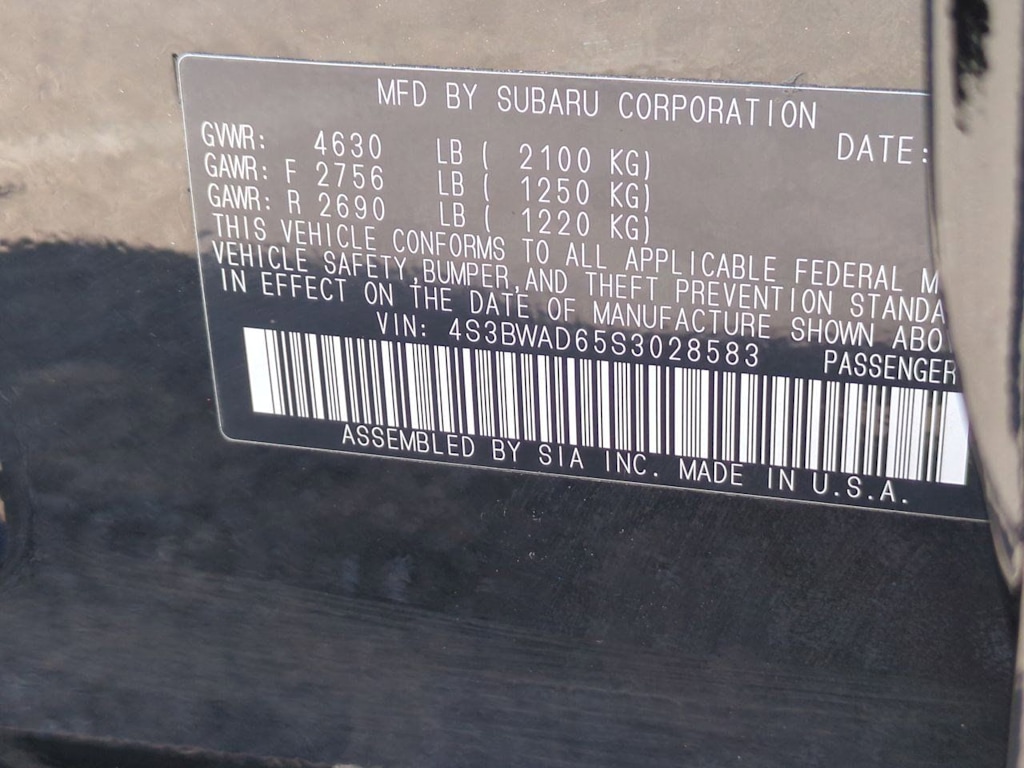 MFD BY SUBARU CORPORATION
DATE:
GVWR: 4630 LB ( 2100 KG)
GAWR: F 2756 LB ( 1250 KG)
GAWR: R 2690 LB ( 1220 KG)
THIS VEHICLE CONFORMS TO ALL APPLICABLE FEDERAL M
VEHICLE SAFETY,BUMPER,AND THEFT PREVENTION STANDA
IN EFFECT ON THE DATE OF MANUFACTURE SHOWN ABO
VIN: 4S3BWAD65S3028583 PASSENGER
ASSEMBLED BY SIA INC. MADE IN U.S.A.